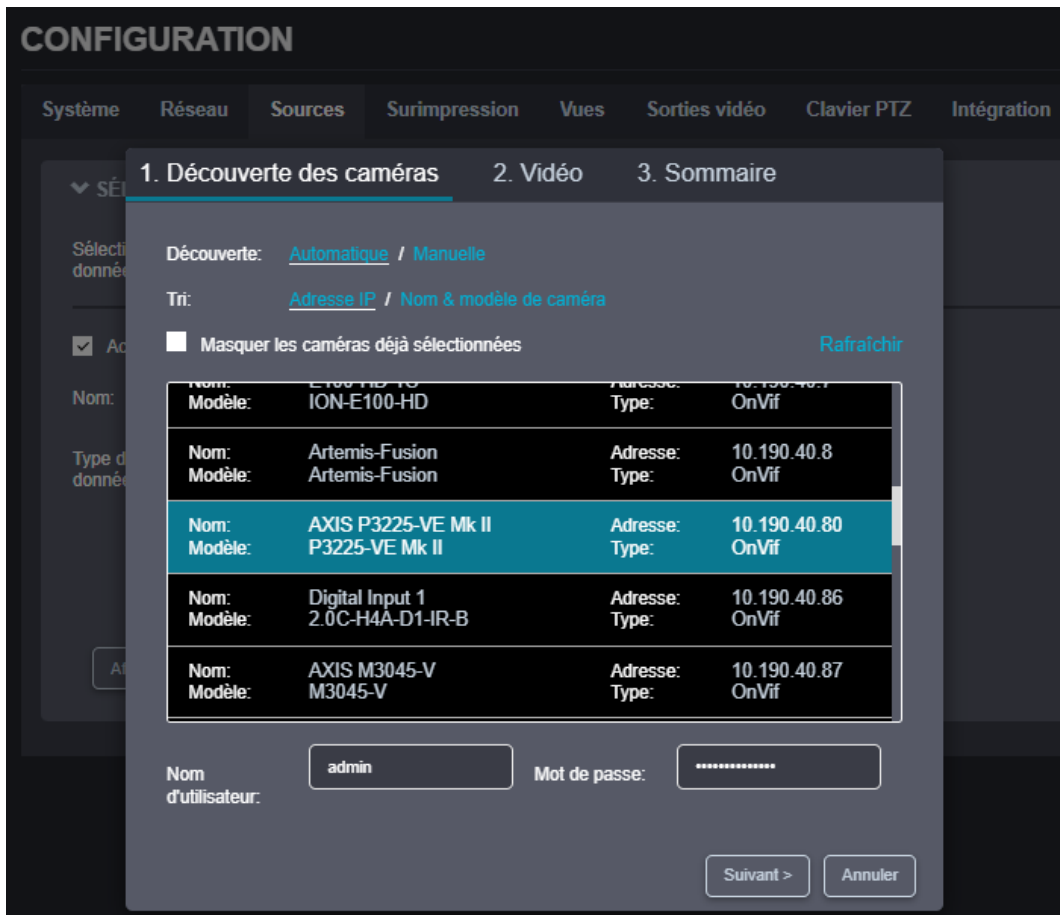 CONFIGURATION
Système Réseau Sources Surimpression Vues Sorties vidéo Clavier PTZ Intégration
1. Découverte des caméras 2. Vidéo 3. Sommaire
Découverte: Automatique / Manuelle
Tri: Adresse IP / Nom & modèle de caméra
Masquer les caméras déjà sélectionnées Rafraîchir
Nom:
Modèle: ION-E100-HD Type: OnVif
Nom: Artemis-Fusion Adresse: 10.190.40.8
Modèle: Artemis-Fusion Type: OnVif
Nom: AXIS P3225-VE Mk II Adresse: 10.190.40.80
Modèle: P3225-VE Mk II Type: OnVif
Nom: Digital Input 1 Adresse: 10.190.40.86
Modèle: 2.0C-H4A-D1-IR-B Type: OnVif
Nom: AXIS M3045-V Adresse: 10.190.40.87
Modèle: M3045-V Type: OnVif
Nom d'utilisateur: admin Mot de passe: ••••••••••••••
Suivant > Annuler
Nom: